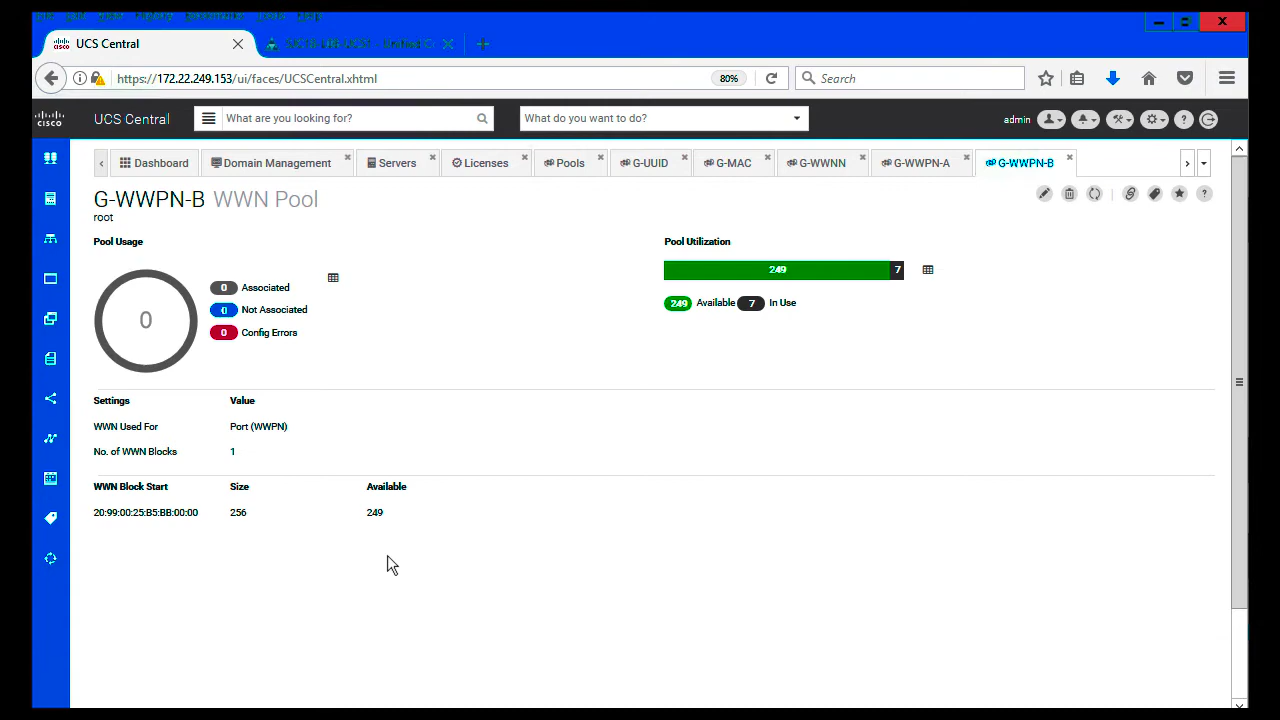 UCS Central
https://172.22.249.153/ui/faces/UCSCentral.xhtml
80%
Search
CISCO
UCS Central
What are you looking for?
What do you want to do?
admin
Dashboard
Domain Management
Servers
Licenses
Pools
G-UUID
G-MAC
G-WWNN
G-WWPN-A
G-WWPN-B
G-WWPN-B WWN Pool
root
Pool Usage
0
0 Associated
0 Not Associated
0 Config Errors
Pool Utilization
249 7
249 Available 7 In Use
Settings Value
WWN Used For Port (WWPN)
No. of WWN Blocks 1
WWN Block Start Size Available
20:99:00:25:B5:BB:00:00 256 249